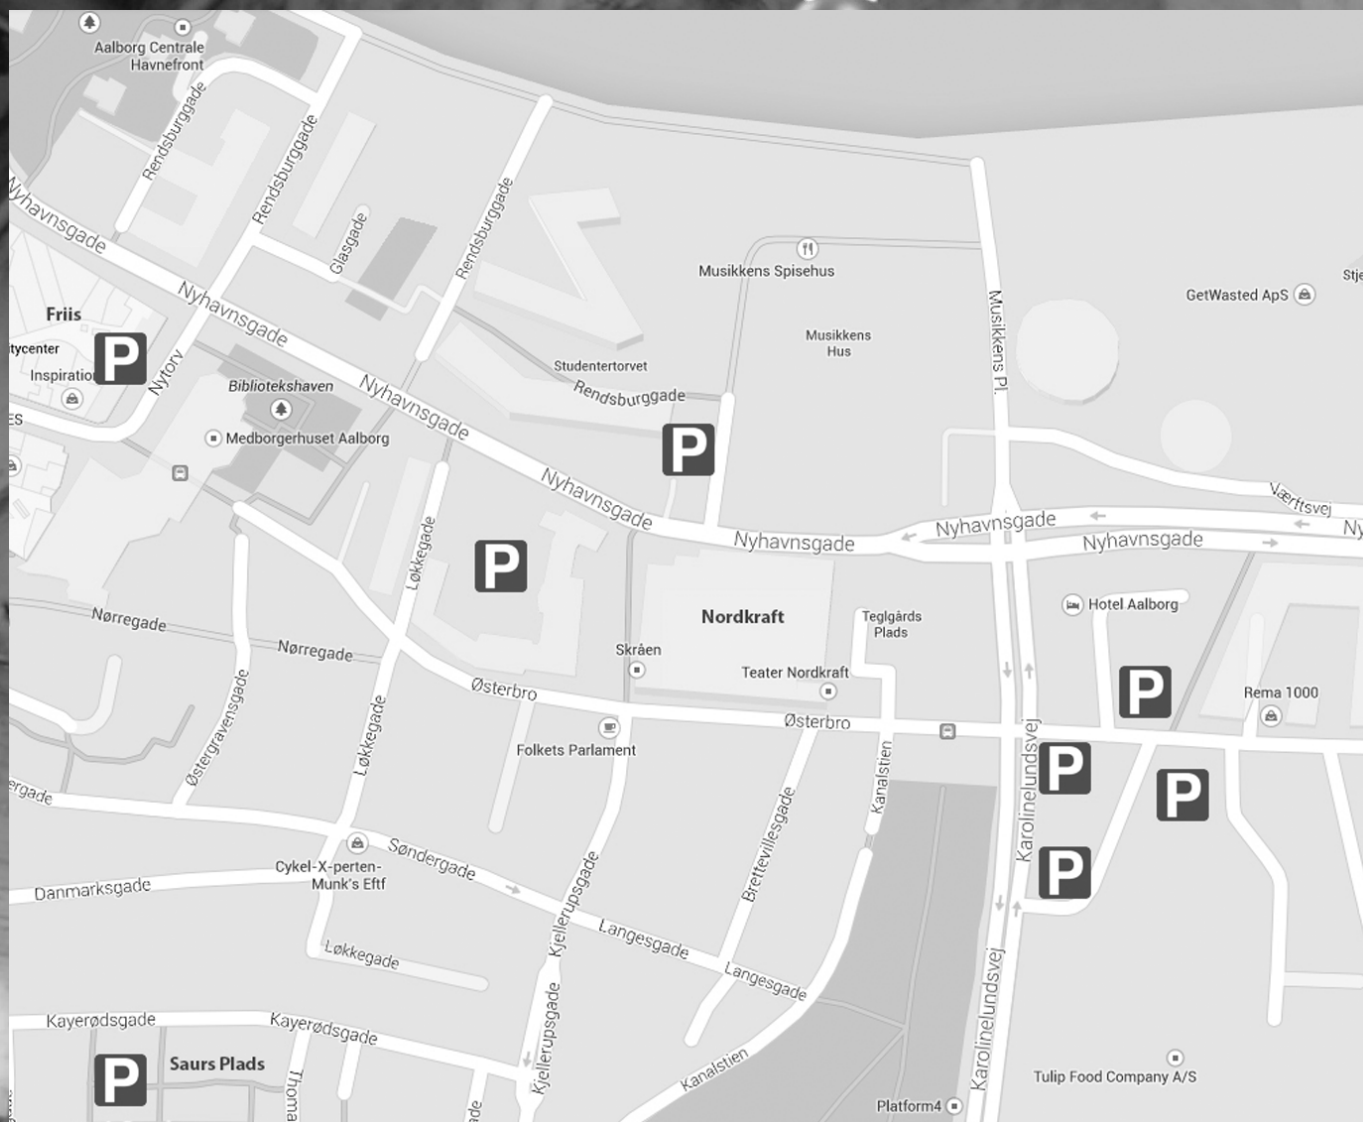 Aalborg Centrale
Havnefront
Rendsburggade
Rendsburggade
Nyhavnsgade
Glasgade
Rendsburggade
Musikkens Spisehus
GetWasted ApS
Musikkens Pl.
Nyhavnsgade
Friis
P
Nytorv
Musikkens
Hus
Studentertorvet
Rendsburggade
Bibliotekshaven
Nyhavnsgade
Medborgerhuset Aalborg
P
Nyhavnsgade
Værftsvej
Nyhavnsgade
Nyhavnsgade
Nyhavnsgade
Løkkegade
P
Hotel Aalborg
Nørregade
Nordkraft
Teglgårds
Plads
Nørregade
Skråen
Teater Nordkraft
Østerbro
P
Rema 1000
Østerbro
Østergravensgade
Løkkegade
Folkets Parlament
Kanalstien
Karolinelundsvej
P
P
Brettevillesgade
Søndergade
Cykel-X-perten-
Munk's Eftf
P
Danmarksgade
Kjellerupsgade
Langesgade
Løkkegade
Langesgade
Karolinelundsvej
Kayerødsgade
Kayerødsgade
Kjellerupsgade
Saurs Plads
P
Kanalstien
Tulip Food Company A/S
Platform4